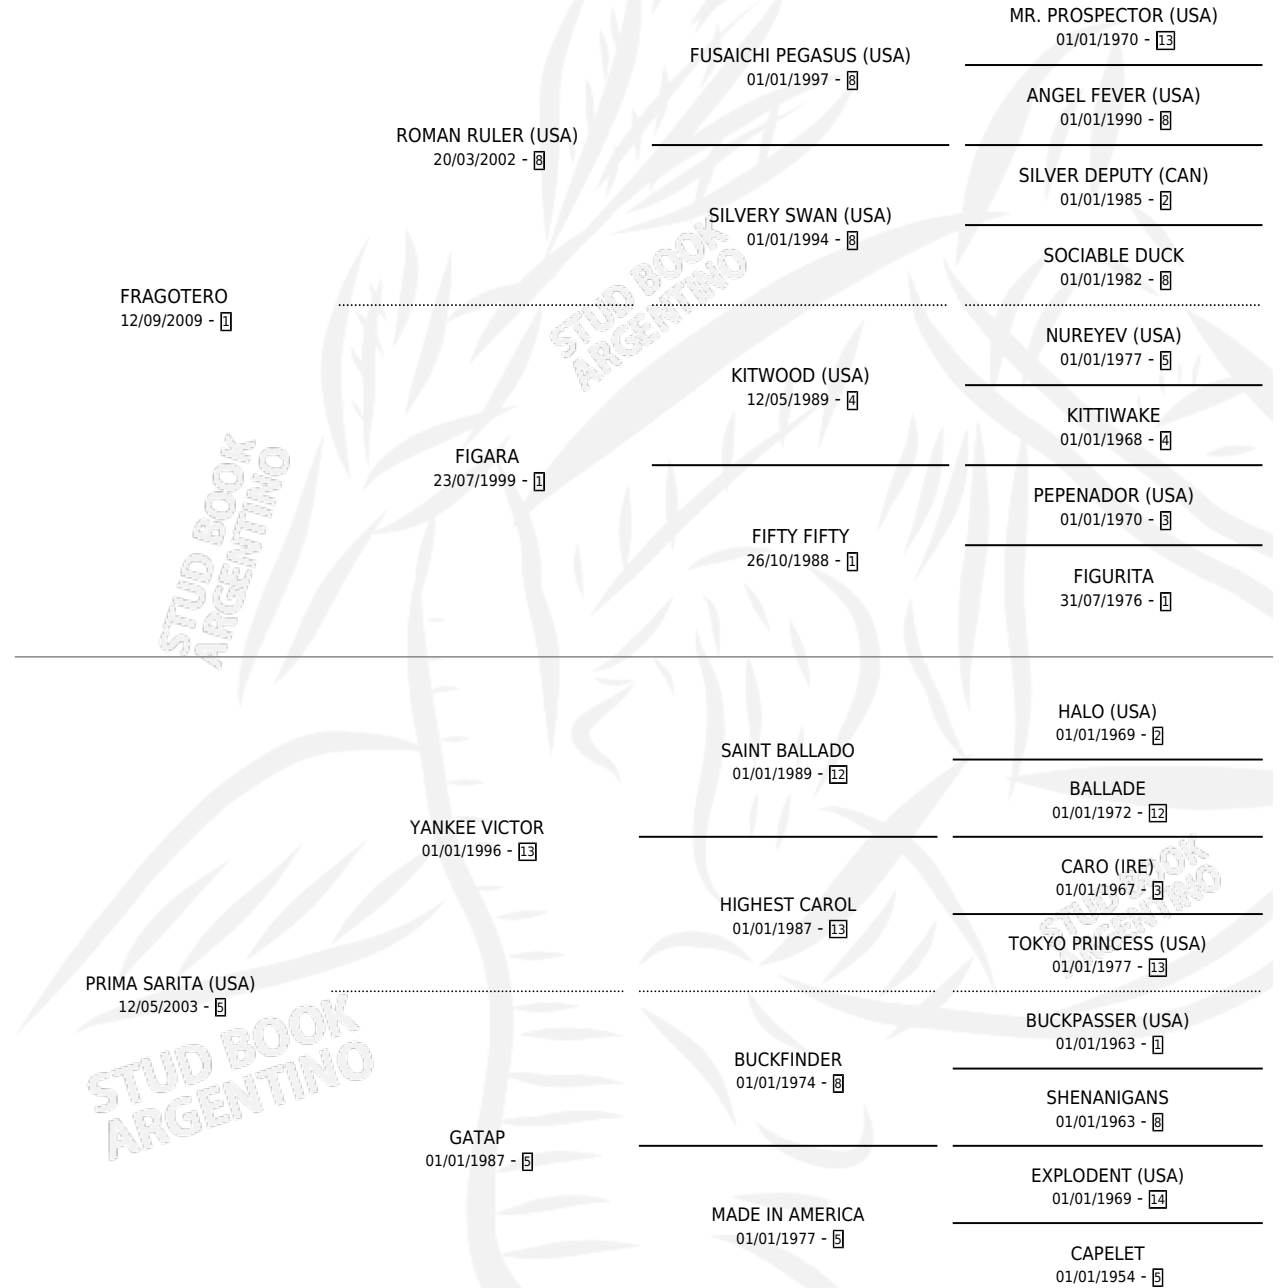 MR. PROSPECTOR (USA)
01/01/1970 - 13
FUSAICHI PEGASUS (USA)
01/01/1997 - 8
ANGEL FEVER (USA)
01/01/1990 - 8
ROMAN RULER (USA)
20/03/2002 - 8
SILVER DEPUTY (CAN)
01/01/1985 - 2
SILVERY SWAN (USA)
01/01/1994 - 8
SOCIABLE DUCK
01/01/1982 - 8
FRAGOTERO
12/09/2009 - 1
NUREYEV (USA)
01/01/1977 - 5
KITWOOD (USA)
12/05/1989 - 4
KITTIWAKE
01/01/1968 - 4
FIGARA
23/07/1999 - 1
PEPENADOR (USA)
01/01/1970 - 3
FIFTY FIFTY
26/10/1988 - 1
FIGURITA
31/07/1976 - 1
HALO (USA)
01/01/1969 - 2
SAINT BALLADO
01/01/1989 - 12
BALLADE
01/01/1972 - 12
YANKEE VICTOR
01/01/1996 - 13
CARO (IRE)
01/01/1967 - 3
HIGHEST CAROL
01/01/1987 - 13
TOKYO PRINCESS (USA)
01/01/1977 - 13
PRIMA SARITA (USA)
12/05/2003 - 5
BUCKPASSER (USA)
01/01/1963 - 1
BUCKFINDER
01/01/1974 - 8
SHENANIGANS
01/01/1963 - 8
GATAP
01/01/1987 - 5
EXPLODENT (USA)
01/01/1969 - 14
MADE IN AMERICA
01/01/1977 - 5
CAPELET
01/01/1954 - 5
STUD BOOK
ARGENTINO
STUD BOOK
ARGENTINO
STUD BOOK
ARGENTINO
STUD BOOK
ARGENTINO